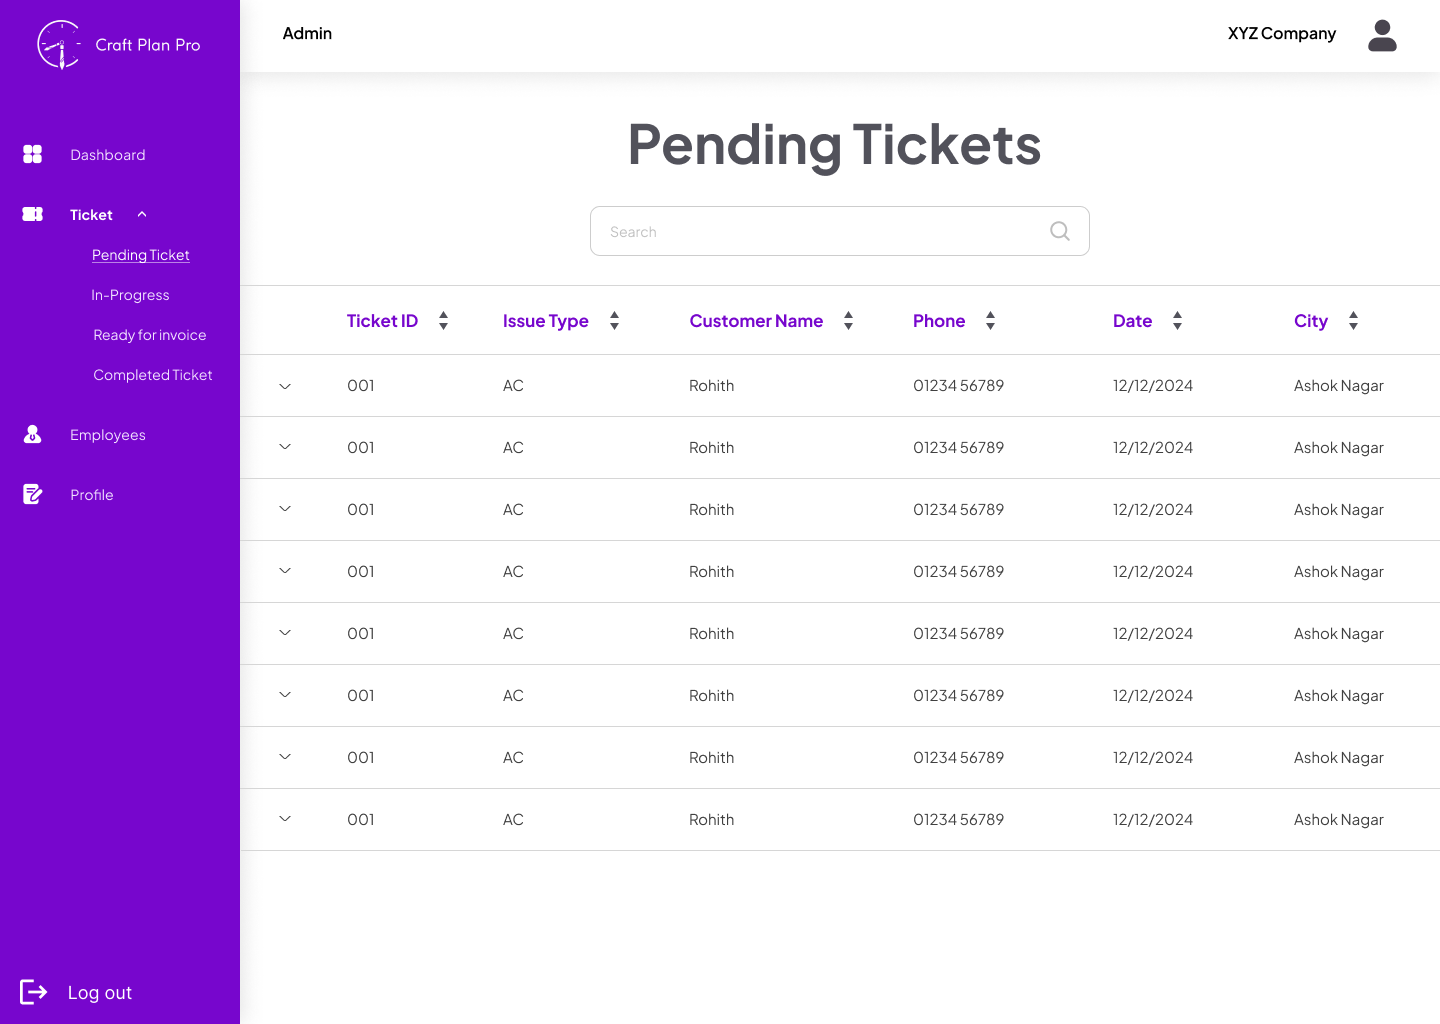 Craft Plan Pro
Admin
XYZ Company
Dashboard
Ticket
Pending Ticket
In-Progress
Ready for invoice
Completed Ticket
Employees
Profile
Log out
Pending Tickets
Search
Ticket ID Issue Type Customer Name Phone Date City
001 AC Rohith 01234 56789 12/12/2024 Ashok Nagar
001 AC Rohith 01234 56789 12/12/2024 Ashok Nagar
001 AC Rohith 01234 56789 12/12/2024 Ashok Nagar
001 AC Rohith 01234 56789 12/12/2024 Ashok Nagar
001 AC Rohith 01234 56789 12/12/2024 Ashok Nagar
001 AC Rohith 01234 56789 12/12/2024 Ashok Nagar
001 AC Rohith 01234 56789 12/12/2024 Ashok Nagar
001 AC Rohith 01234 56789 12/12/2024 Ashok Nagar